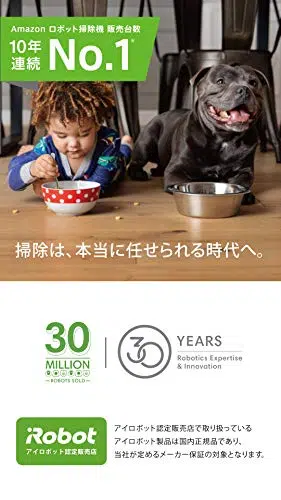 Amazon ロボット掃除機 販売台数
10年
連続
No.1*
掃除は、本当に任せられる時代へ。
30
MILLION
ROBOTS SOLD
30
YEARS
Robotics Expertise
& Innovation
iRobot
アイロボット認定販売店
アイロボット認定販売店で取り扱っている
アイロボット製品は国内正規品であり、
当社が定めるメーカー保証の対象となります。